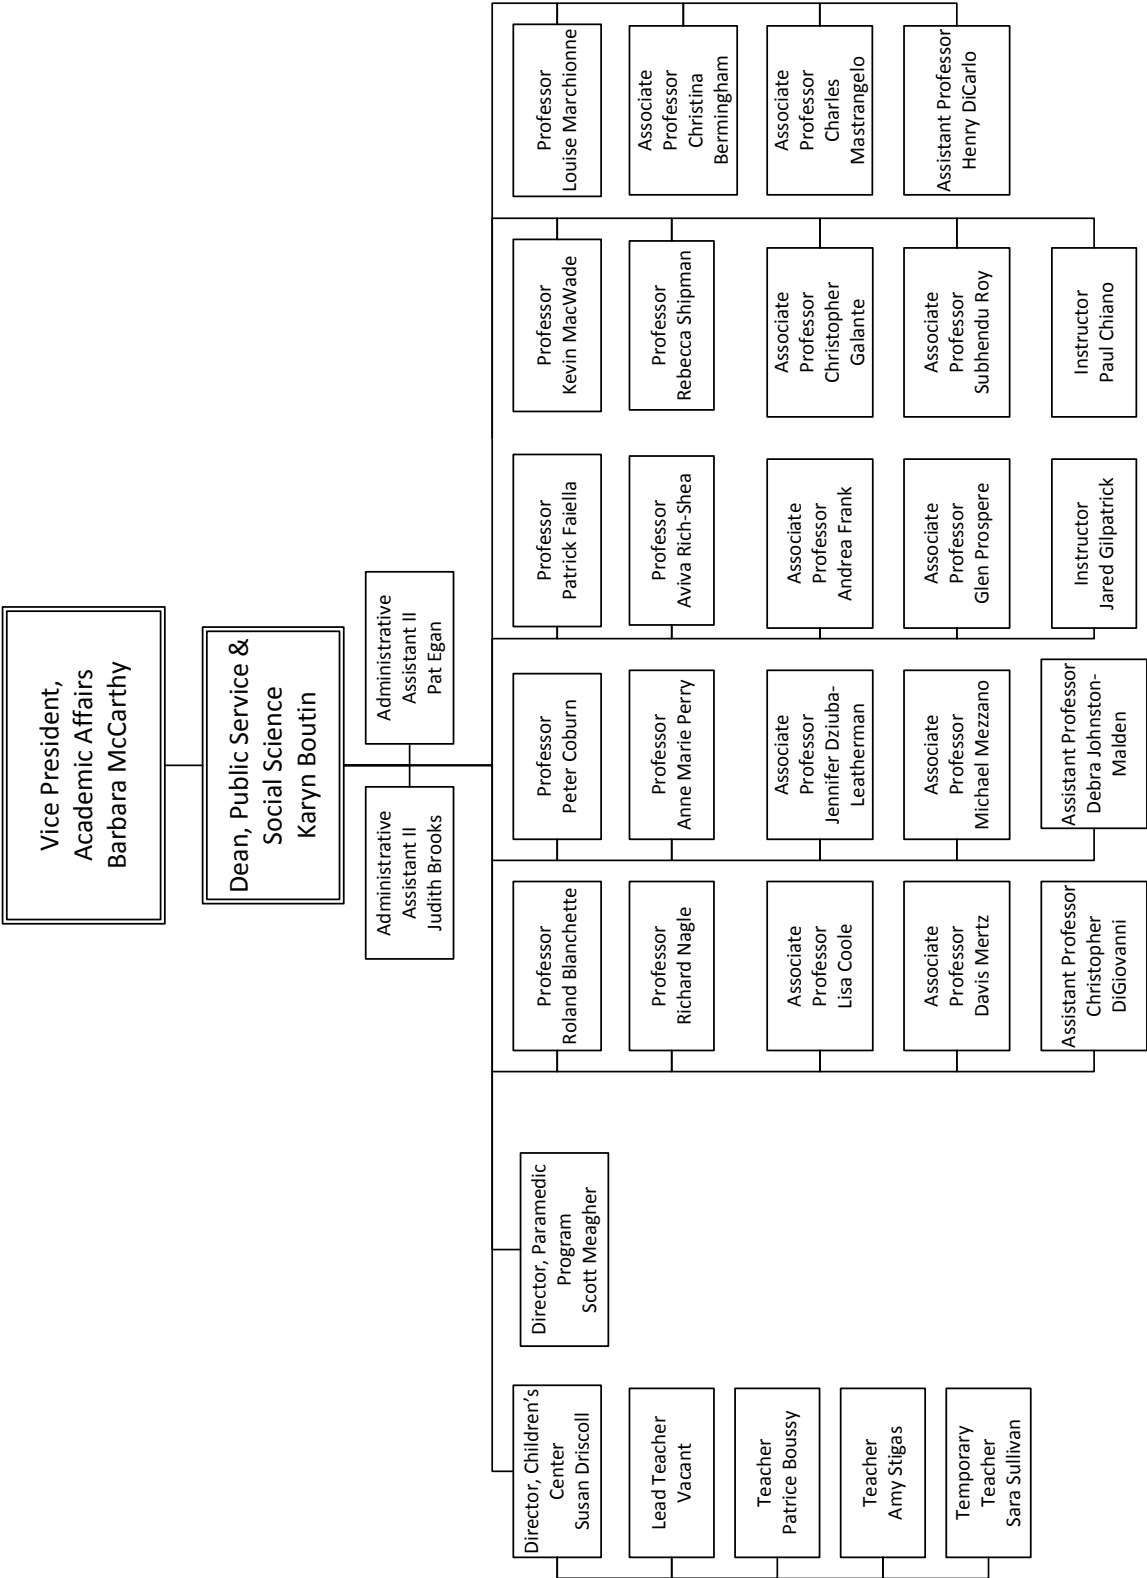 Vice President,
Academic Affairs
Barbara McCarthy
Dean, Public Service &
Social Science
Karyn Boutin
Administrative
Assistant II
Judith Brooks
Administrative
Assistant II
Pat Egan
Director, Children’s
Center
Susan Driscoll
Lead Teacher
Vacant
Teacher
Patrice Boussy
Teacher
Amy Stigas
Temporary
Teacher
Sara Sullivan
Director, Paramedic
Program
Scott Meagher
Professor
Roland Blanchette
Professor
Richard Nagle
Associate
Professor
Lisa Coole
Associate
Professor
Davis Mertz
Assistant Professor
Christopher
DiGiovanni
Professor
Peter Coburn
Professor
Anne Marie Perry
Associate
Professor
Jennifer Dziuba-
Leatherman
Associate
Professor
Michael Mezzano
Assistant Professor
Debra Johnston-
Malden
Professor
Patrick Faiella
Professor
Aviva Rich-Shea
Associate
Professor
Andrea Frank
Associate
Professor
Glen Prospere
Instructor
Jared Gilpatrick
Professor
Kevin MacWade
Professor
Rebecca Shipman
Associate
Professor
Christopher
Galante
Associate
Professor
Subhendu Roy
Instructor
Paul Chiano
Professor
Louise Marchionne
Associate
Professor
Christina
Bermingham
Associate
Professor
Charles
Mastrangelo
Assistant Professor
Henry DiCarlo